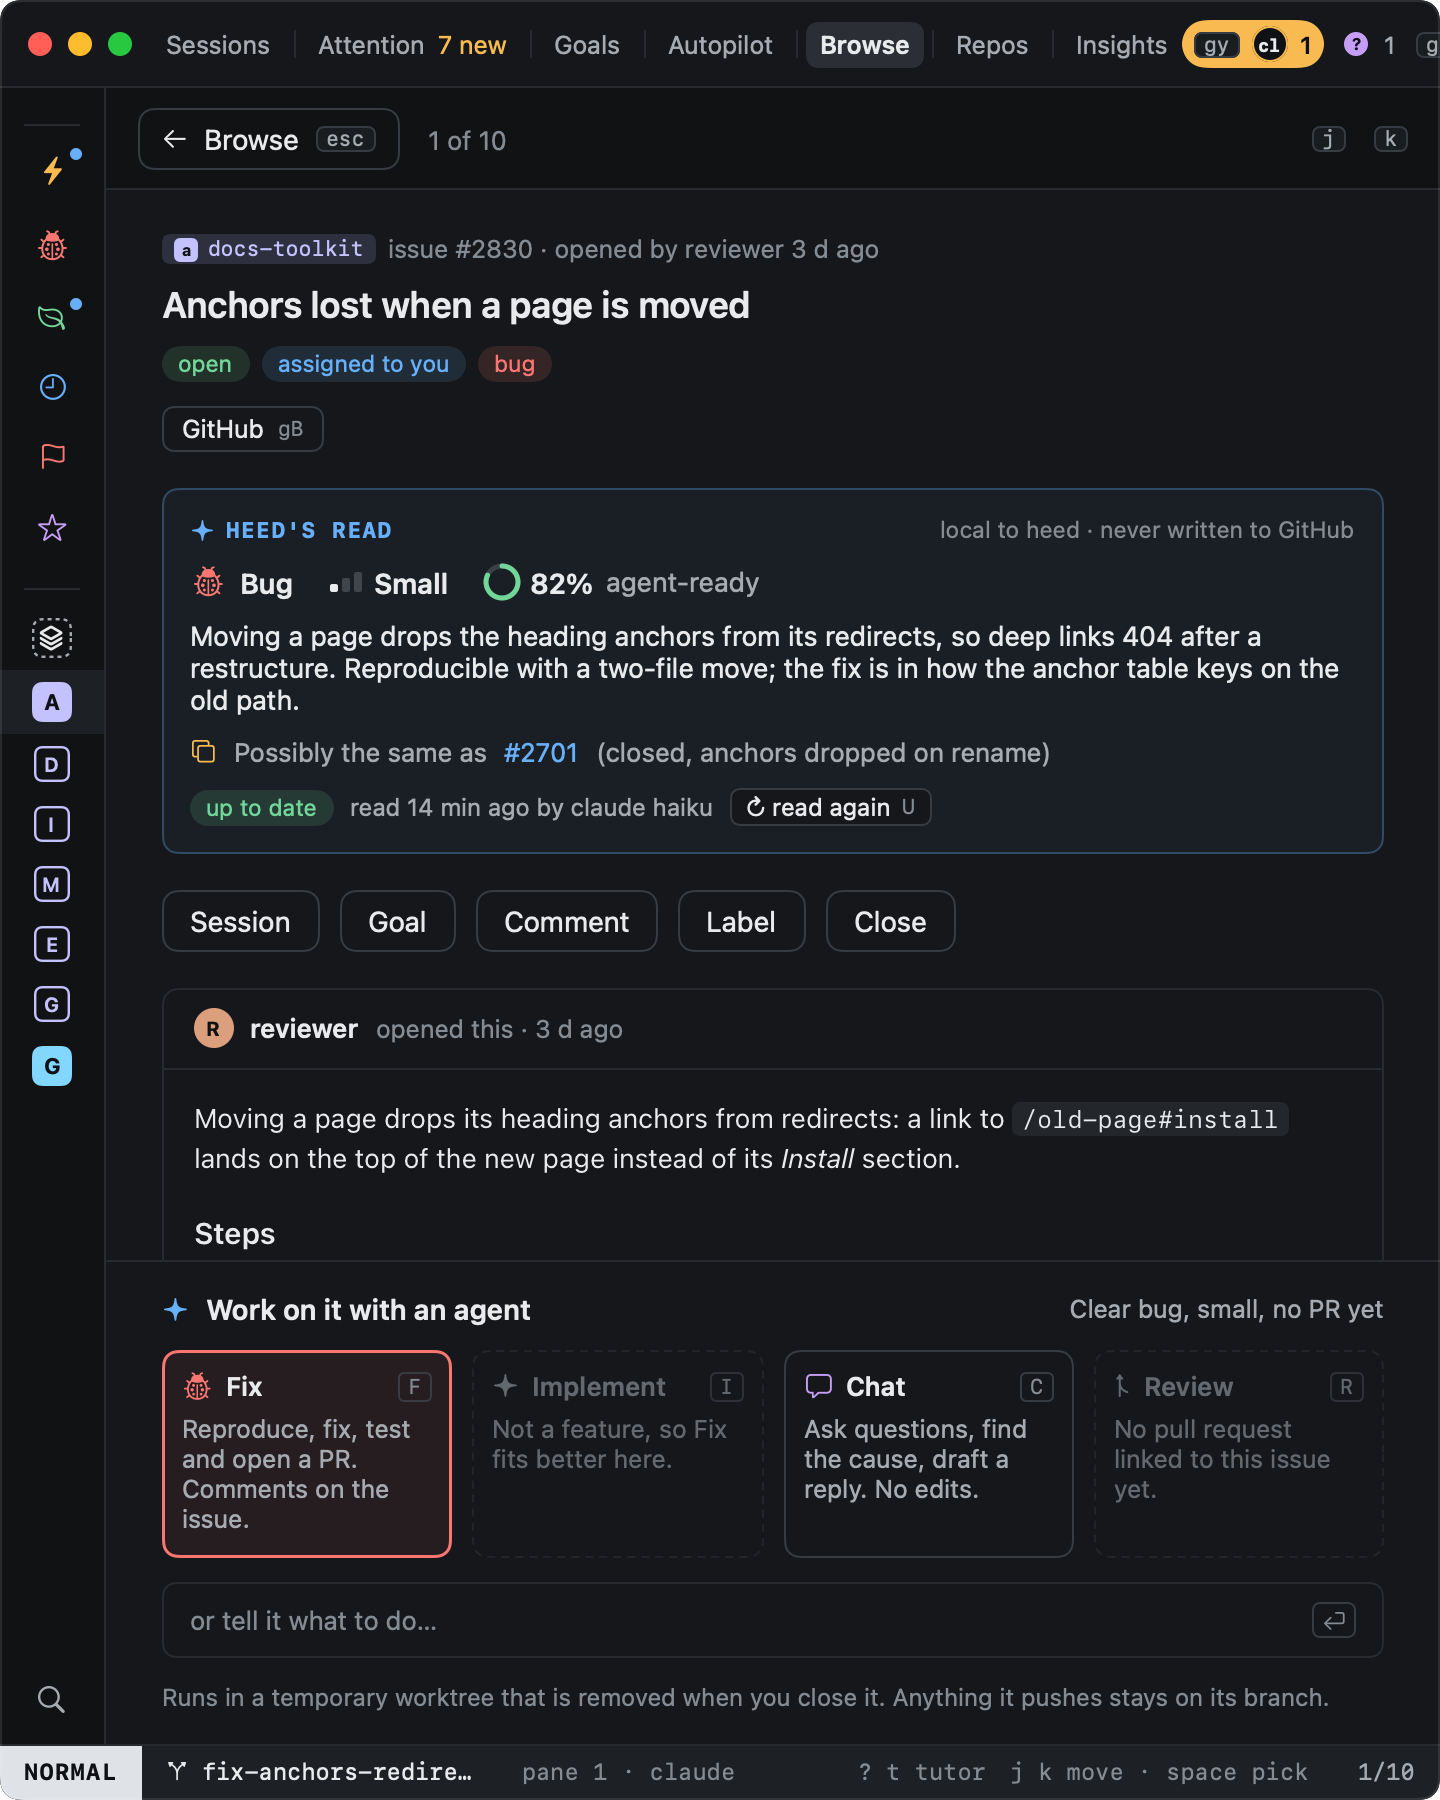 Sessions Attention 7 new Goals Autopilot Browse Repos Insights gy cl 1 ? 1 g
← Browse esc 1 of 10 j k
a docs-toolkit issue #2830 · opened by reviewer 3 d ago
Anchors lost when a page is moved
open assigned to you bug
GitHub gB
HEED'S READ local to heed · never written to GitHub
Bug Small 82% agent-ready
Moving a page drops the heading anchors from its redirects, so deep links 404 after a
restructure. Reproducible with a two-file move; the fix is in how the anchor table keys on the
old path.
Possibly the same as #2701 (closed, anchors dropped on rename)
up to date read 14 min ago by claude haiku ↻ read again U
Session Goal Comment Label Close
R reviewer opened this · 3 d ago
Moving a page drops its heading anchors from redirects: a link to /old-page#install
lands on the top of the new page instead of its Install section.
Steps
A
D
I
M
E
G
G
Work on it with an agent Clear bug, small, no PR yet
Fix F
Reproduce, fix, test
and open a PR.
Comments on the
issue.
Implement I
Not a feature, so Fix
fits better here.
Chat C
Ask questions, find
the cause, draft a
reply. No edits.
Review R
No pull request
linked to this issue
yet.
or tell it what to do…
Runs in a temporary worktree that is removed when you close it. Anything it pushes stays on its branch.
NORMAL fix-anchors-redire… pane 1 · claude ? t tutor j k move · space pick 1/10